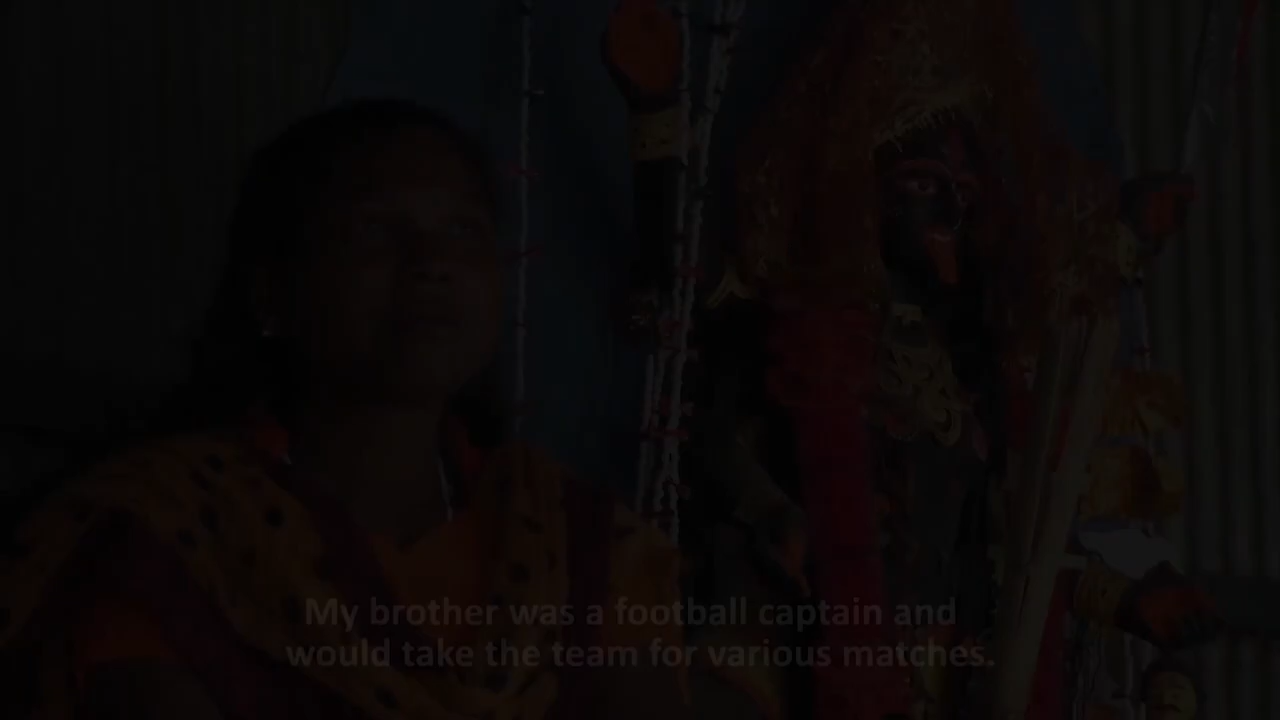 My brother was a football captain and
would take the team for various matches.